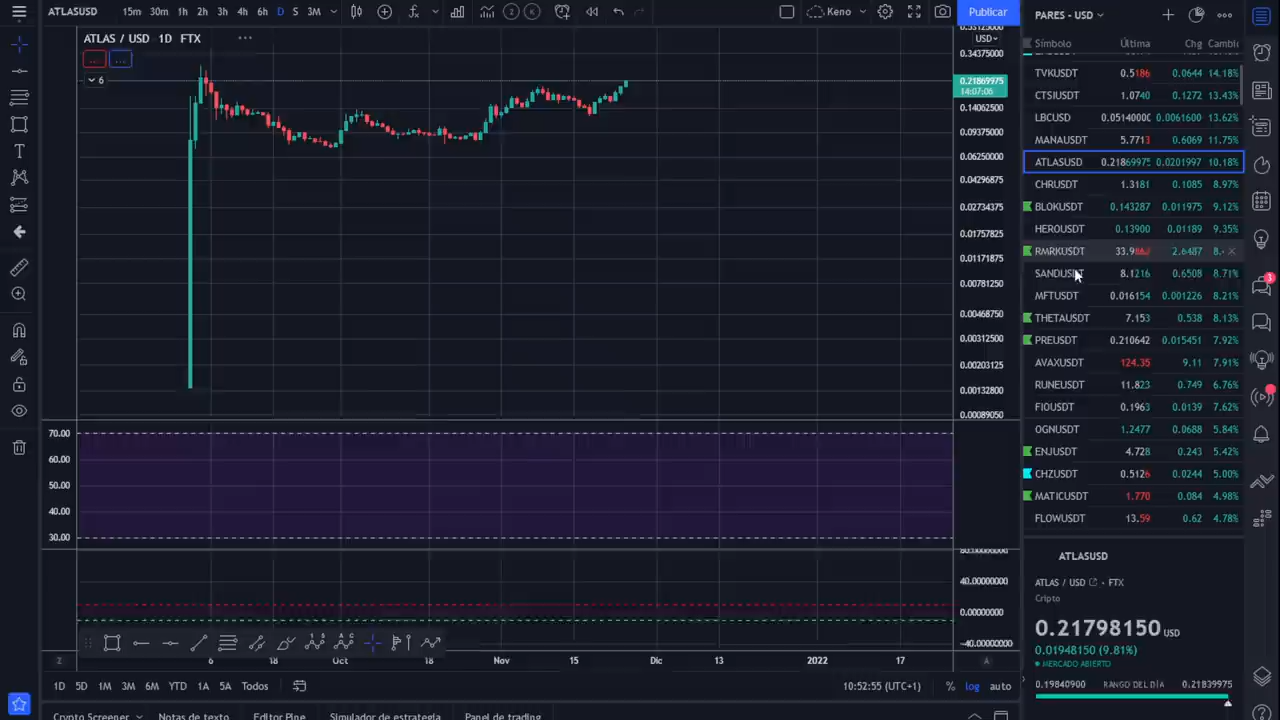 ATLASUSD 15m 30m 1h 2h 3h 4h 6h D S 3M Keno Publicar
ATLAS / USD 1D FTX
6
USD
0.34375000
0.21869975
14:07:06
0.14062500
0.09375000
0.06250000
0.04296875
0.02734375
0.01757825
0.01171875
0.00781250
0.00468750
0.00312500
0.00203125
0.00132800
0.00089050
70.00
60.00
50.00
40.00
30.00
80.00000000
40.00000000
0.00000000
-40.00000000
Z 6 18 Oct 18 Nov 15 Dic 13 2022 17 A
1D 5D 1M 3M 6M YTD 1A 5A Todos 10:52:55 (UTC+1) % log auto
Crypto Screener Notas de texto Editor Pine Simulador de estrategia Panel de trading
PARES - USD
Símbolo Última Chg Cambio
TVKUSDT 0.5186 0.0644 14.18%
CTSIUSDT 1.0740 0.1272 13.43%
LBCUSD 0.0514000 0.0061600 13.62%
MANAUSDT 5.7713 0.6069 11.75%
ATLASUSD 0.21869975 0.0201997 10.18%
CHRUSDT 1.3181 0.1085 8.97%
BLOKUSDT 0.143287 0.011975 9.12%
HEROUSDT 0.13900 0.01189 9.35%
RMRKUSDT 33.9 2.6487 8.
SANDUSDT 8.1216 0.6508 8.71%
MFTUSDT 0.016154 0.001226 8.21%
THETAUSDT 7.153 0.538 8.13%
PREUSDT 0.210642 0.015451 7.92%
AVAXUSDT 124.35 9.11 7.91%
RUNEUSDT 11.823 0.749 6.76%
FIOUSDT 0.1963 0.0139 7.62%
OGNUSDT 1.2477 0.0688 5.84%
ENJUSDT 4.728 0.243 5.42%
CHZUSDT 0.5126 0.0244 5.00%
MATICUSDT 1.770 0.084 4.98%
FLOWUSDT 13.59 0.62 4.78%
3
ATLASUSD
ATLAS / USD • FTX
Cripto
0.21798150 USD
0.01948150 (9.81%)
MERCADO ABIERTO
0.19840900 RANGO DEL DÍA 0.21839975